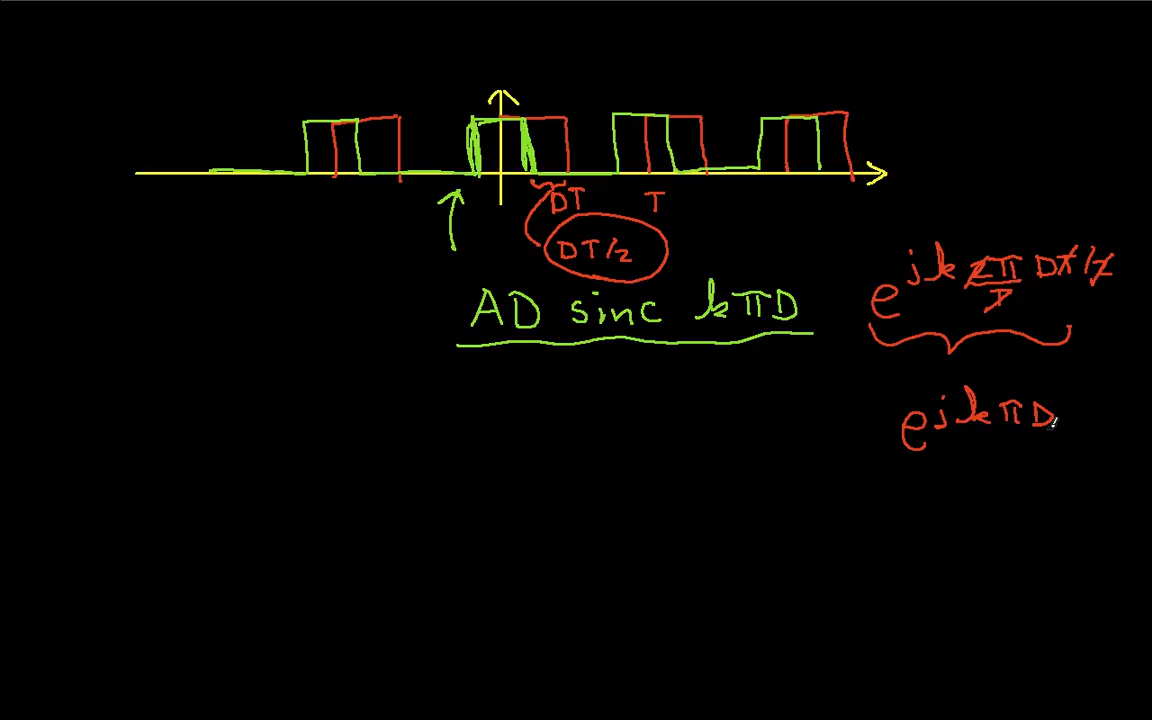 DT T
DT/2
AD sinc kπD
e^{jk 2π/T DT/2}
e^{jkπD}